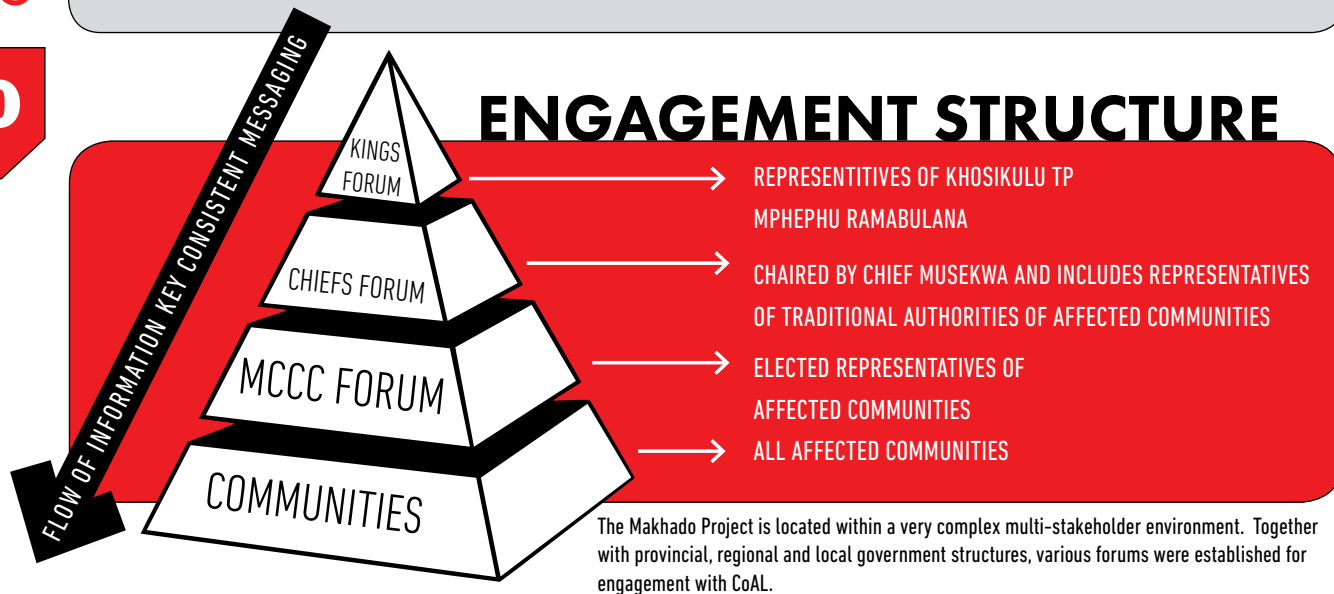 ENGAGEMENT STRUCTURE
FLOW OF INFORMATION KEY CONSISTENT MESSAGING
KINGS
FORUM
REPRESENTITIVES OF KHOSIKULU TP
MPHEPHU RAMABULANA
CHIEFS FORUM
CHAIRED BY CHIEF MUSEKWA AND INCLUDES REPRESENTATIVES
OF TRADITIONAL AUTHORITIES OF AFFECTED COMMUNITIES
MCCC FORUM
ELECTED REPRESENTATIVES OF
AFFECTED COMMUNITIES
COMMUNITIES
ALL AFFECTED COMMUNITIES
The Makhado Project is located within a very complex multi-stakeholder environment. Together
with provincial, regional and local government structures, various forums were established for
engagement with CoAL.